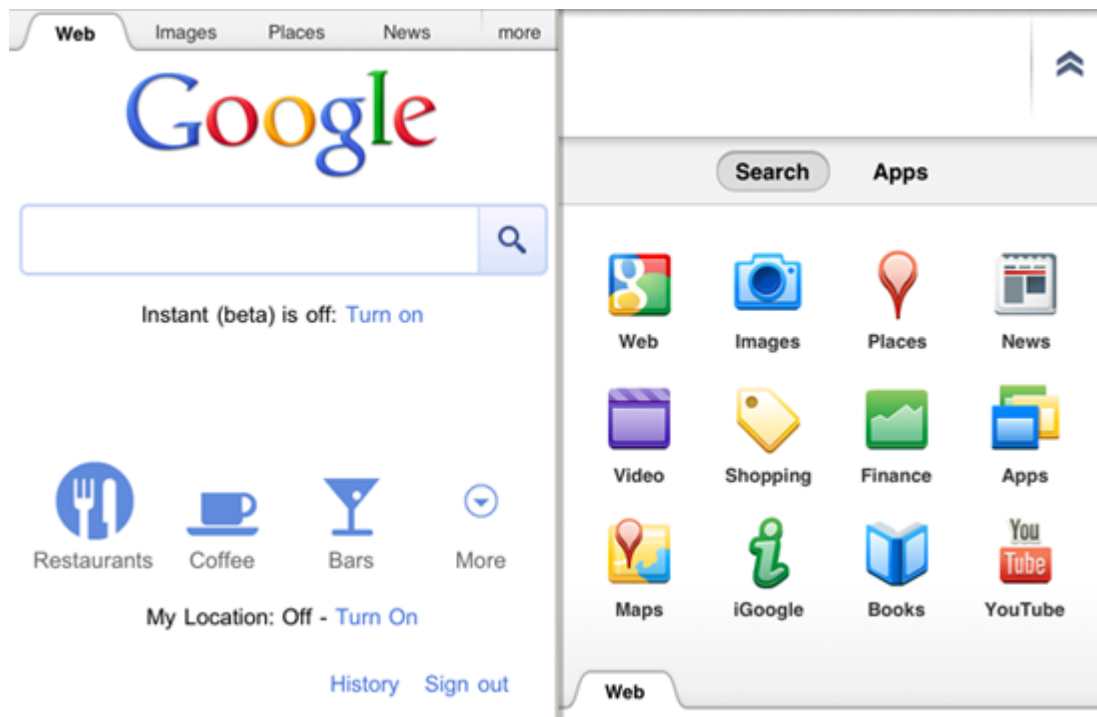 Web Images Places News more
Google
Instant (beta) is off: Turn on
Restaurants Coffee Bars More
My Location: Off - Turn On
History Sign out
Search Apps
Web Images Places News
Video Shopping Finance Apps
You
Tube
Maps iGoogle Books YouTube
Web